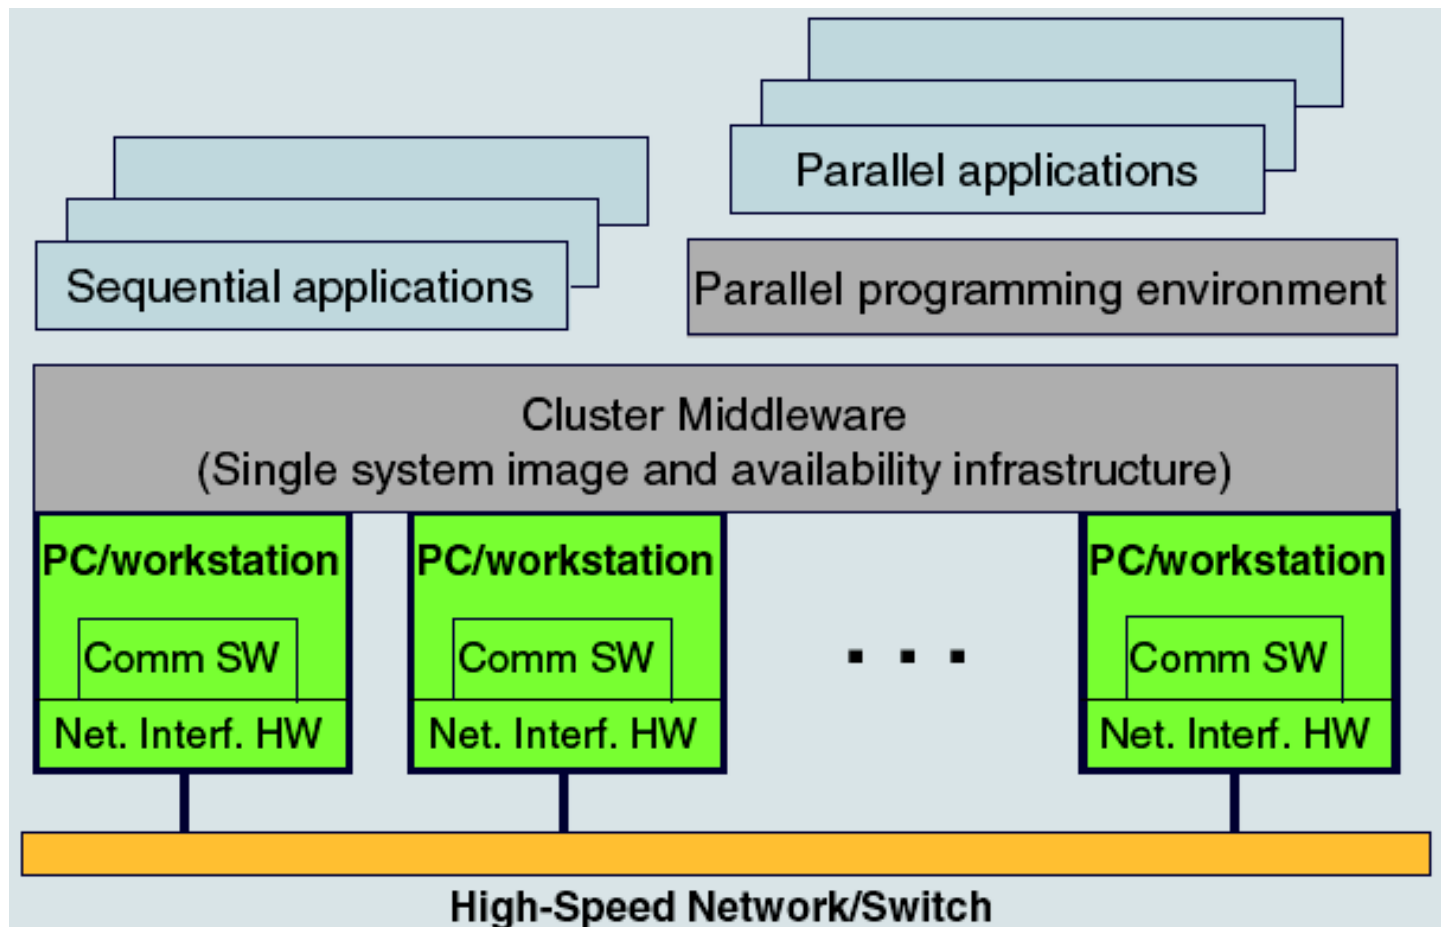 Parallel applications
Sequential applications
Parallel programming environment
Cluster Middleware
(Single system image and availability infrastructure)
PC/workstation
Comm SW
Net. Interf. HW
PC/workstation
Comm SW
Net. Interf. HW
. . .
PC/workstation
Comm SW
Net. Interf. HW
High-Speed Network/Switch